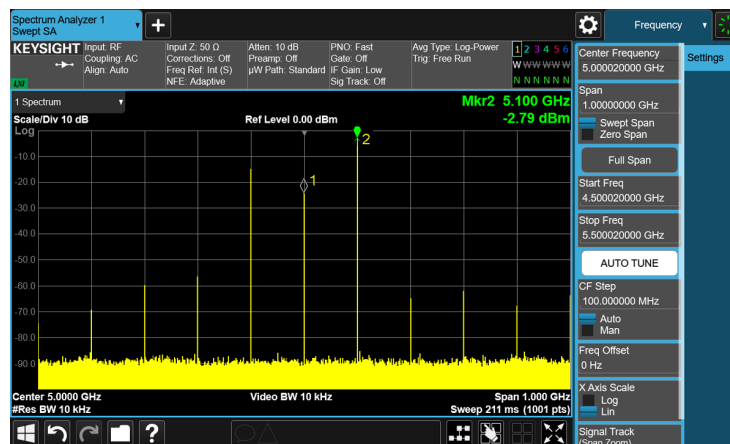 Spectrum Analyzer 1
Swept SA
+
Frequency
KEYSIGHT
Input: RF
Coupling: AC
Align: Auto
Input Z: 50 Ω
Corrections: Off
Freq Ref: Int (S)
NFE: Adaptive
Atten: 10 dB
Preamp: Off
µW Path: Standard
PNO: Fast
Gate: Off
IF Gain: Low
Sig Track: Off
Avg Type: Log-Power
Trig: Free Run
1 2 3 4 5 6
W W W W W W
N N N N N N
LXI
1 Spectrum
Scale/Div 10 dB
Ref Level 0.00 dBm
Mkr2 5.100 GHz
-2.79 dBm
Log
2
1
-10.0
-20.0
-30.0
-40.0
-50.0
-60.0
-70.0
-80.0
-90.0
Center 5.0000 GHz
#Res BW 10 kHz
Video BW 10 kHz
Span 1.000 GHz
Sweep 211 ms (1001 pts)
?
Center Frequency
5.000020000 GHz
Span
1.00000000 GHz
Swept Span
Zero Span
Full Span
Start Freq
4.500020000 GHz
Stop Freq
5.500020000 GHz
AUTO TUNE
CF Step
100.000000 MHz
Auto
Man
Freq Offset
0 Hz
X Axis Scale
Log
Lin
Signal Track
(Span Zoom)
Settings